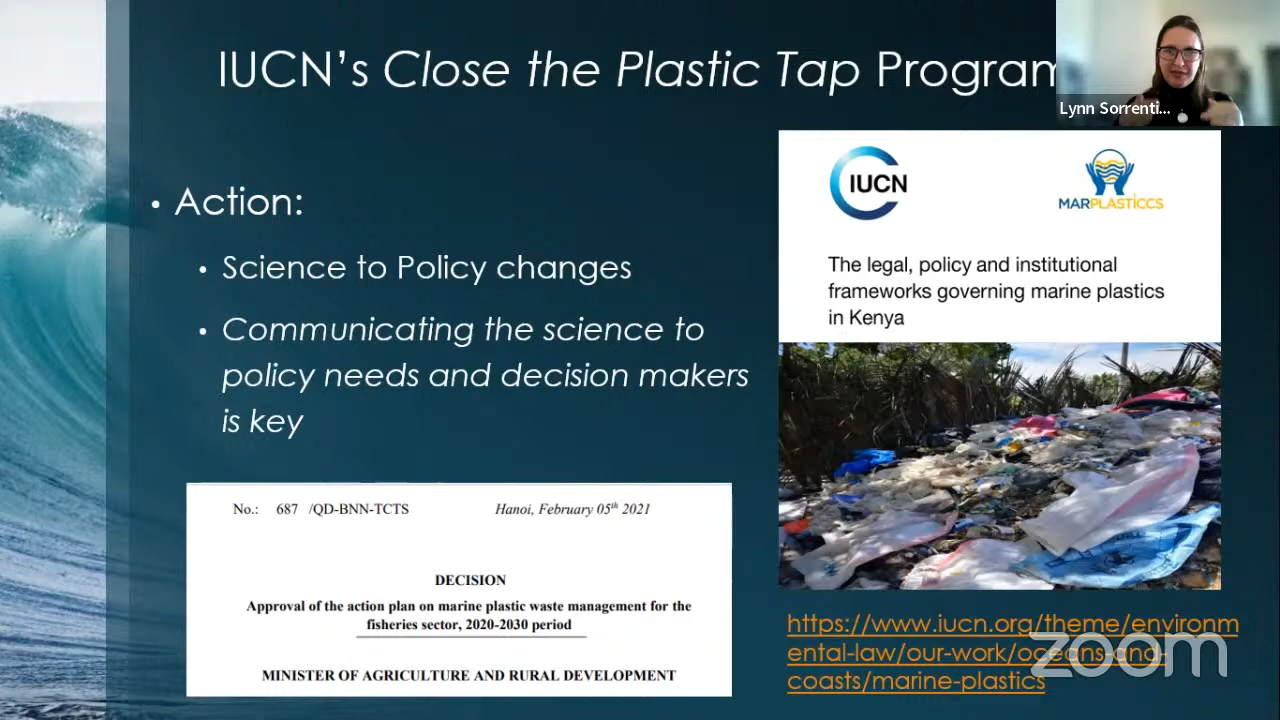 IUCN's Close the Plastic Tap Program
Lynn Sorrenti...
• Action:
• Science to Policy changes
• Communicating the science to
policy needs and decision makers
is key
No.: 687 /QD-BNN-TCTS Hanoi, February 05th 2021
DECISION
Approval of the action plan on marine plastic waste management for the
fisheries sector, 2020-2030 period
MINISTER OF AGRICULTURE AND RURAL DEVELOPMENT
IUCN
MARPLASTICCS
The legal, policy and institutional
frameworks governing marine plastics
in Kenya
https://www.iucn.org/theme/environm
ental-law/our-work/oceans-and-
coasts/marine-plastics
zoom